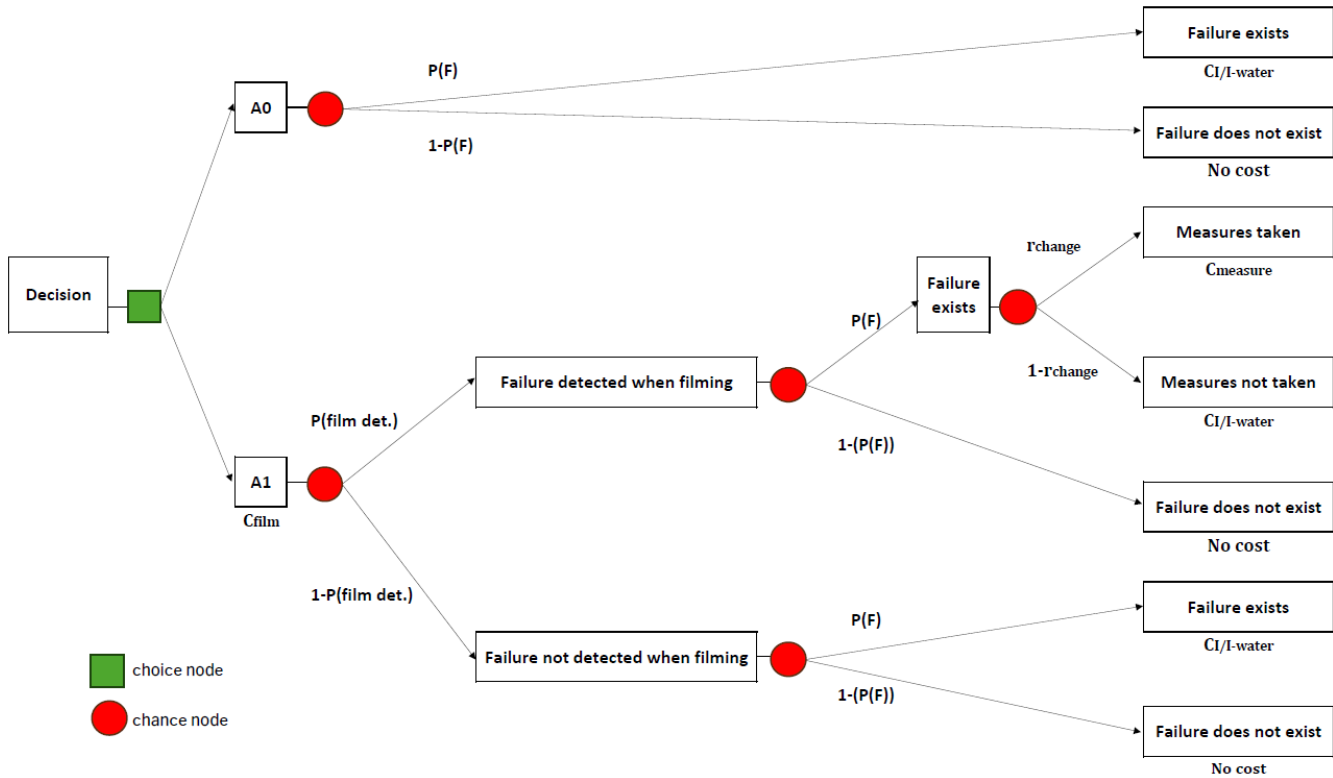 Failure exists
CI/I-water
P(F)
A0
1-P(F)
Failure does not exist
No cost
Decision
rchange
Measures taken
Cmeasure
Failure
exists
P(F)
1-rchange
Measures not taken
CI/I-water
Failure detected when filming
P(film det.)
1-(P(F))
A1
Cfilm
Failure does not exist
No cost
1-P(film det.)
P(F)
Failure exists
CI/I-water
Failure not detected when filming
1-(P(F))
Failure does not exist
No cost
choice node
chance node